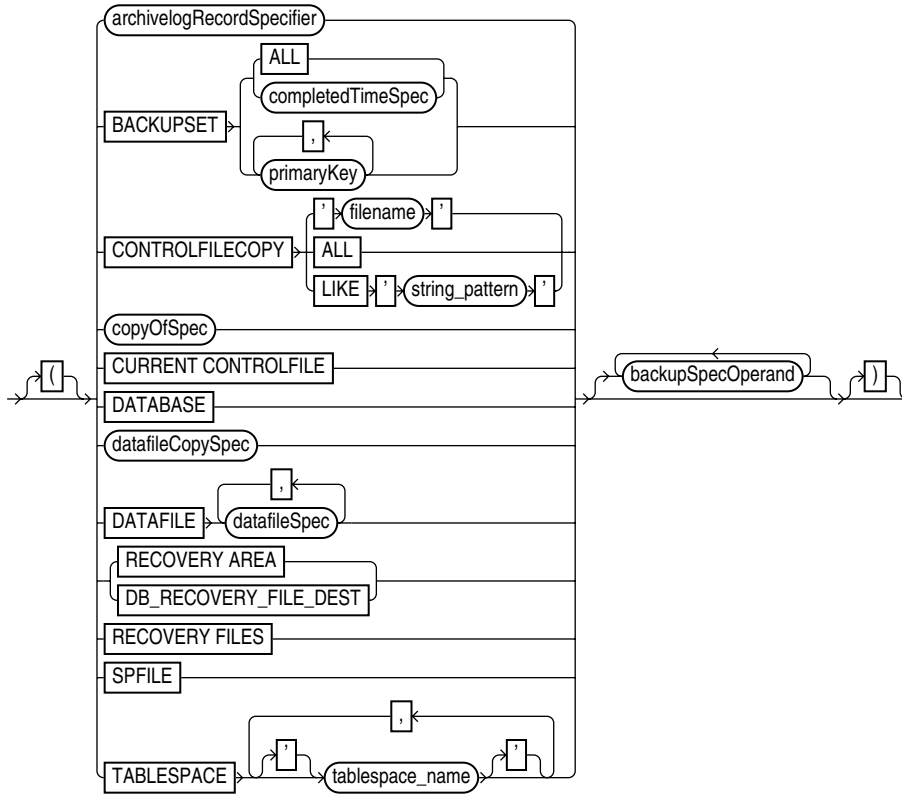 archivelogRecordSpecifier
ALL
completedTimeSpec
BACKUPSET
,
primaryKey
' filename '
CONTROLFILECOPY ALL
LIKE ' string_pattern '
copyOfSpec
( CURRENT CONTROLFILE backupSpecOperand )
DATABASE
datafileCopySpec
,
DATAFILE datafileSpec
RECOVERY AREA
DB_RECOVERY_FILE_DEST
RECOVERY FILES
SPFILE
,
' '
TABLESPACE tablespace_name